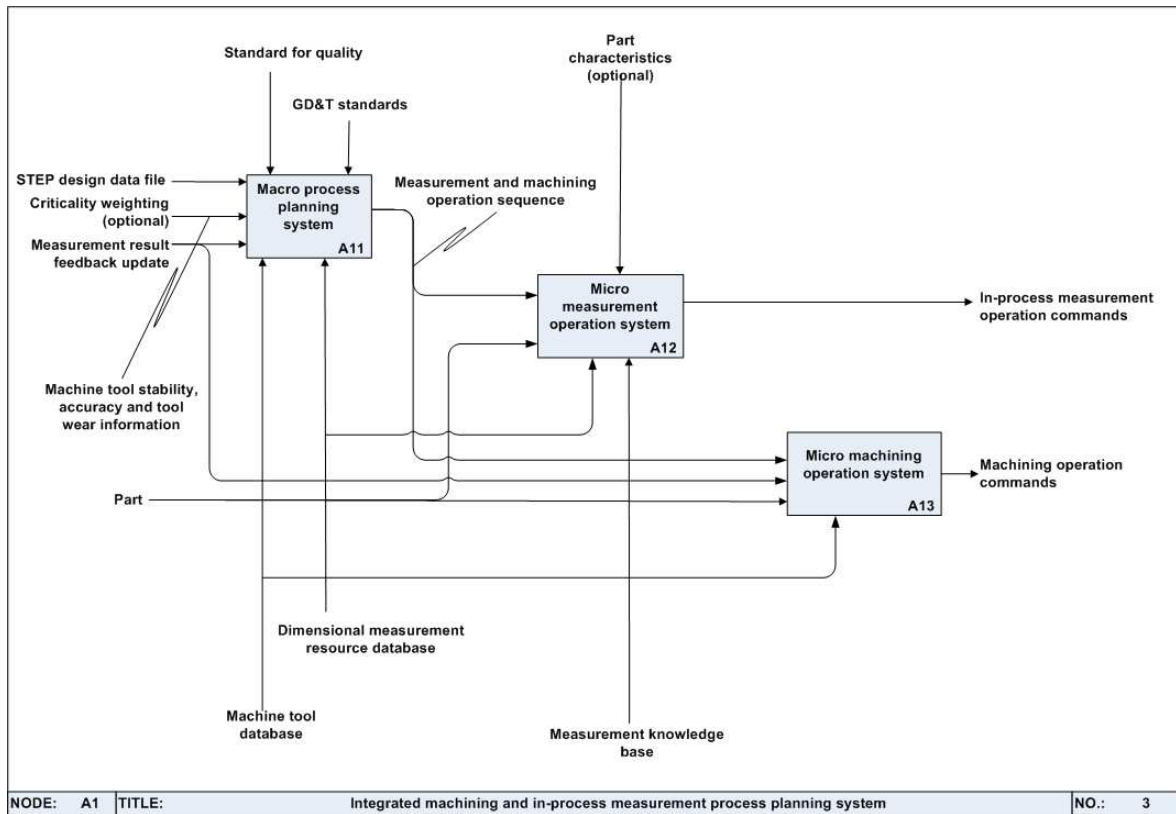 Standard for quality
Part
characteristics
(optional)
GD&T standards
STEP design data file
Criticality weighting
(optional)
Measurement result
feedback update
Macro process
planning
system
A11
Measurement and machining
operation sequence
Micro
measurement
operation system
A12
In-process measurement
operation commands
Machine tool stability,
accuracy and tool
wear information
Micro machining
operation system
A13
Machining operation
commands
Part
Dimensional measurement
resource database
Machine tool
database
Measurement knowledge
base
NODE: A1 TITLE: Integrated machining and in-process measurement process planning system NO.: 3